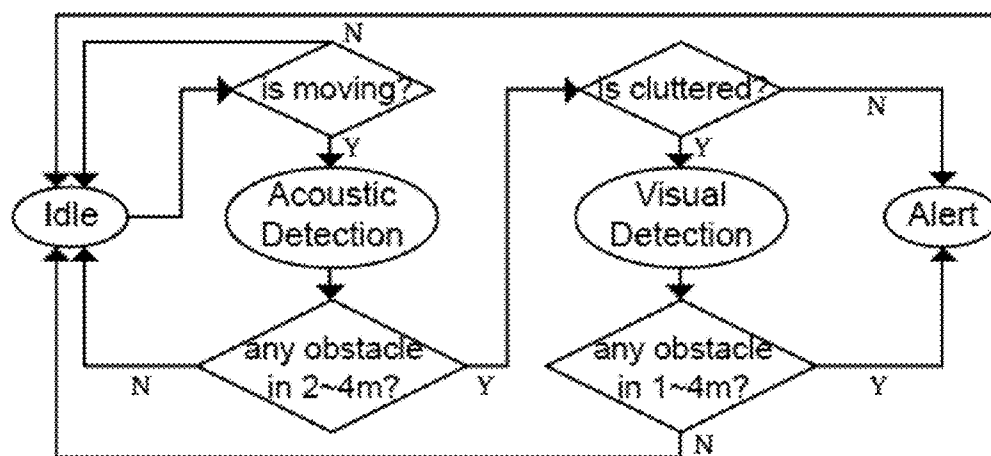 N
is moving?
Y
Idle
Acoustic
Detection
any obstacle
in 2~4m?
N
Y
is cluttered?
N
Y
Visual
Detection
Alert
any obstacle
in 1~4m?
Y
N